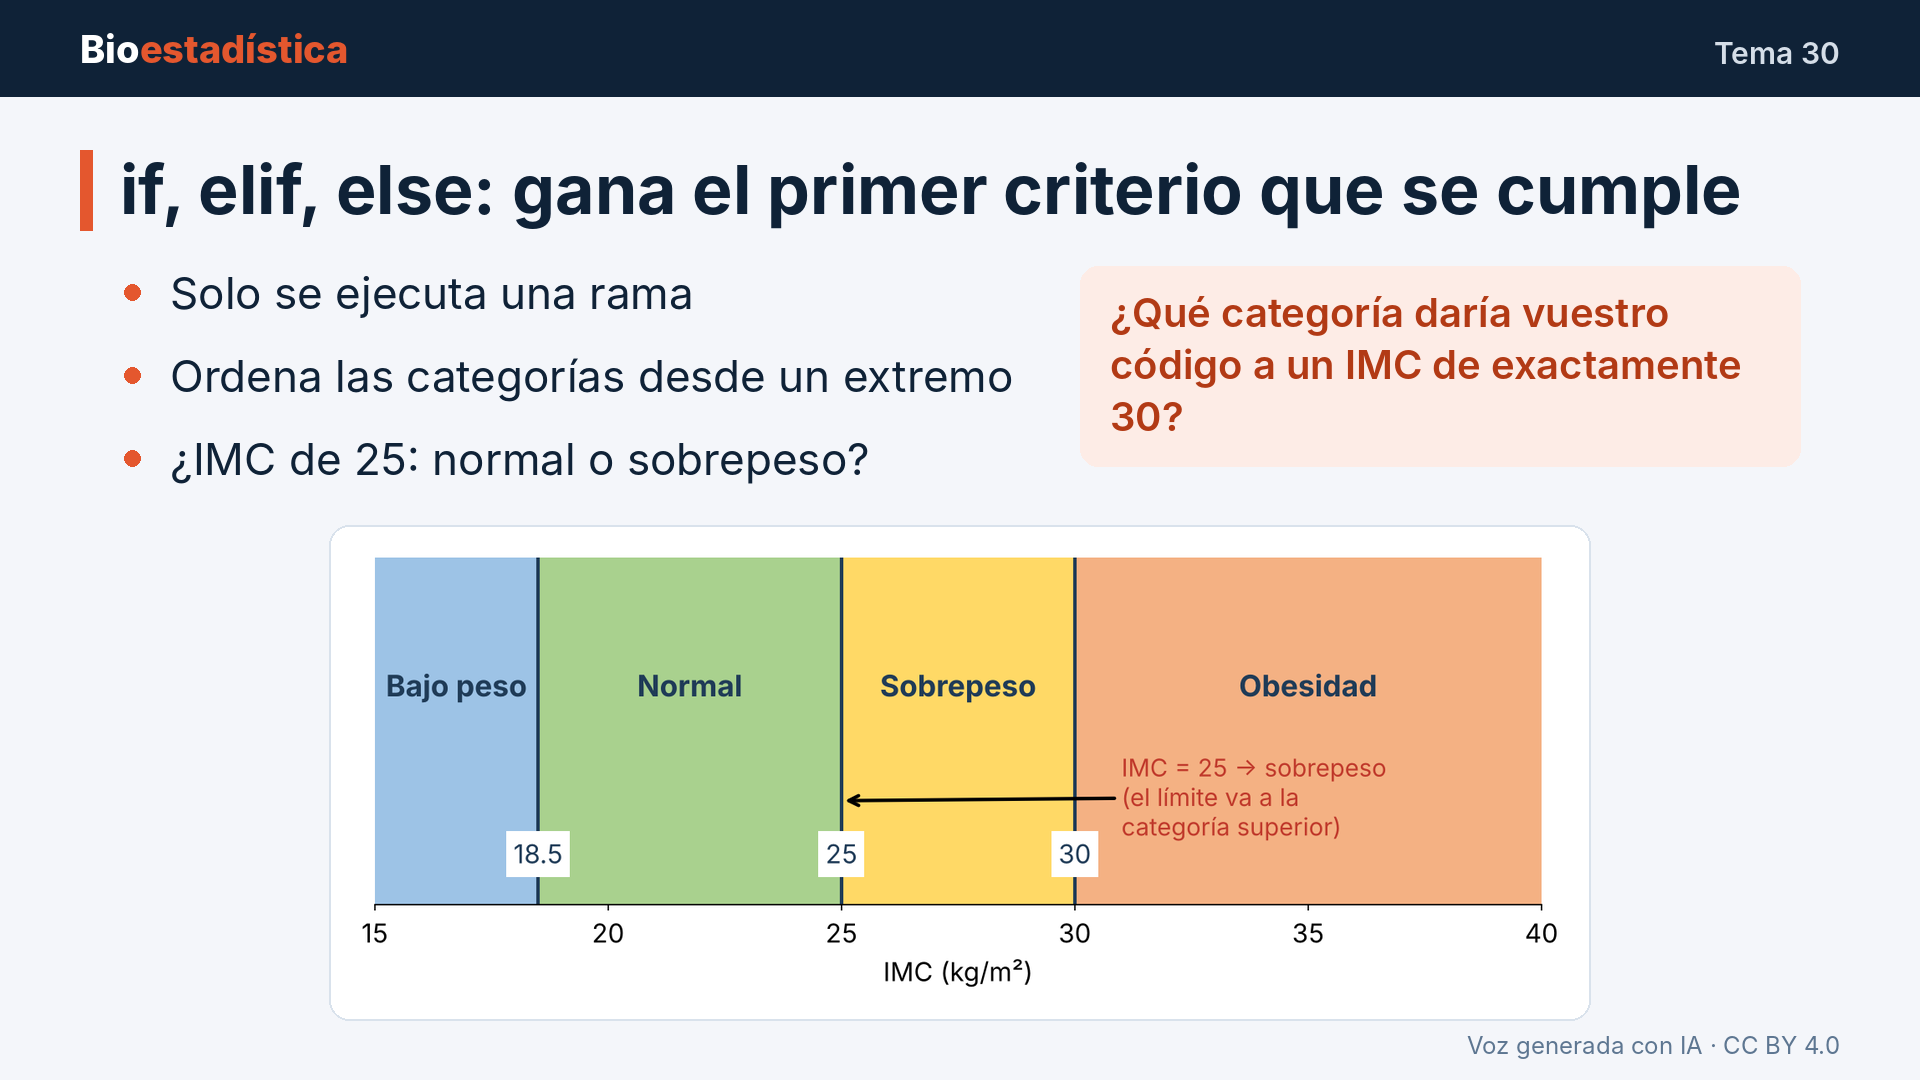 Bioestadística
Tema 30
if, elif, else: gana el primer criterio que se cumple
• Solo se ejecuta una rama
• Ordena las categorías desde un extremo
• ¿IMC de 25: normal o sobrepeso?
¿Qué categoría daría vuestro
código a un IMC de exactamente
30?
Bajo peso
Normal
Sobrepeso
Obesidad
IMC = 25 → sobrepeso
(el límite va a la
categoría superior)
18.5
25
30
15
20
25
30
35
40
IMC (kg/m²)
Voz generada con IA · CC BY 4.0